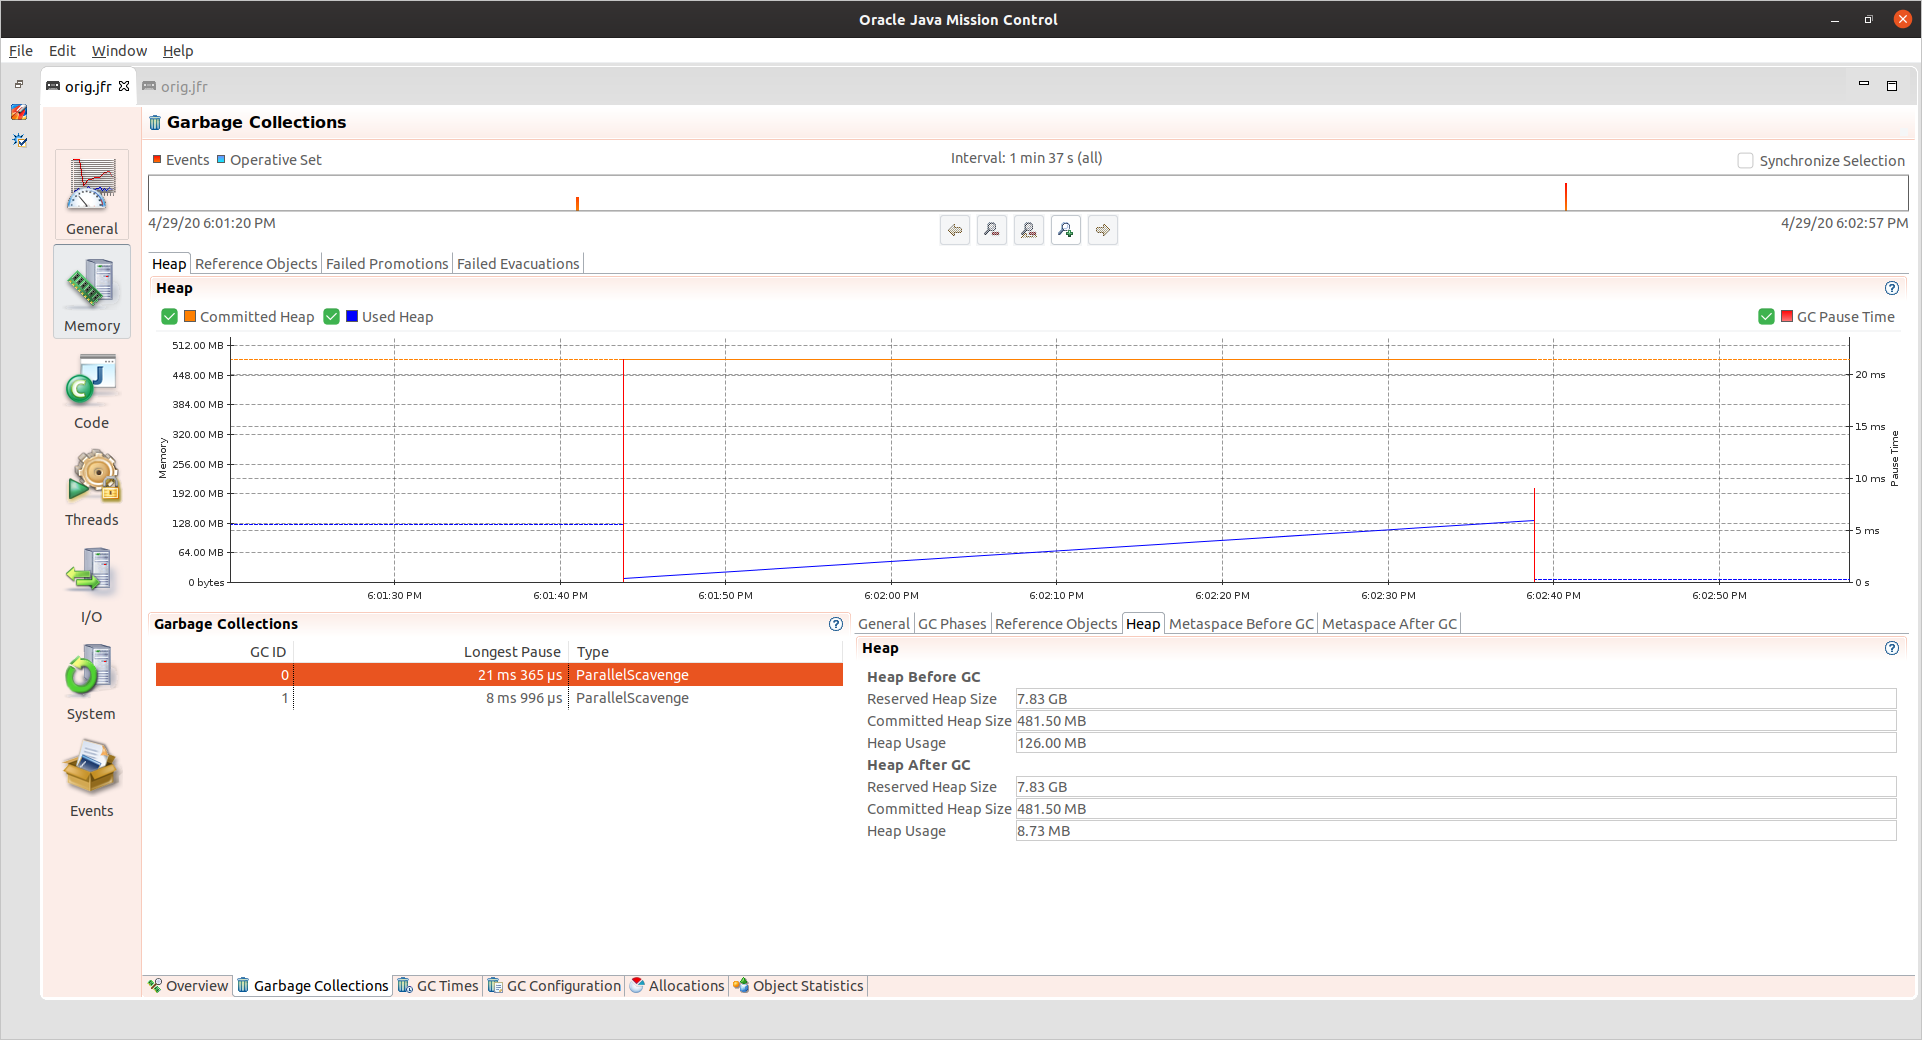 Oracle Java Mission Control
File Edit Window Help
orig.jfr orig.jfr
Garbage Collections
Events Operative Set Interval: 1 min 37 s (all) Synchronize Selection
4/29/20 6:01:20 PM 4/29/20 6:02:57 PM
General
Memory
Code
Threads
I/O
System
Events
Heap Reference Objects Failed Promotions Failed Evacuations
Heap
Committed Heap Used Heap GC Pause Time
512.00 MB
448.00 MB
384.00 MB
320.00 MB
256.00 MB
192.00 MB
128.00 MB
64.00 MB
0 bytes
Memory
20 ms
15 ms
10 ms
5 ms
0 s
Pause Time
6:01:30 PM 6:01:40 PM 6:01:50 PM 6:02:00 PM 6:02:10 PM 6:02:20 PM 6:02:30 PM 6:02:40 PM 6:02:50 PM
Garbage Collections
GC ID Longest Pause Type
0 21 ms 365 µs ParallelScavenge
1 8 ms 996 µs ParallelScavenge
General GC Phases Reference Objects Heap Metaspace Before GC Metaspace After GC
Heap
Heap Before GC
Reserved Heap Size 7.83 GB
Committed Heap Size 481.50 MB
Heap Usage 126.00 MB
Heap After GC
Reserved Heap Size 7.83 GB
Committed Heap Size 481.50 MB
Heap Usage 8.73 MB
Overview Garbage Collections GC Times GC Configuration Allocations Object Statistics